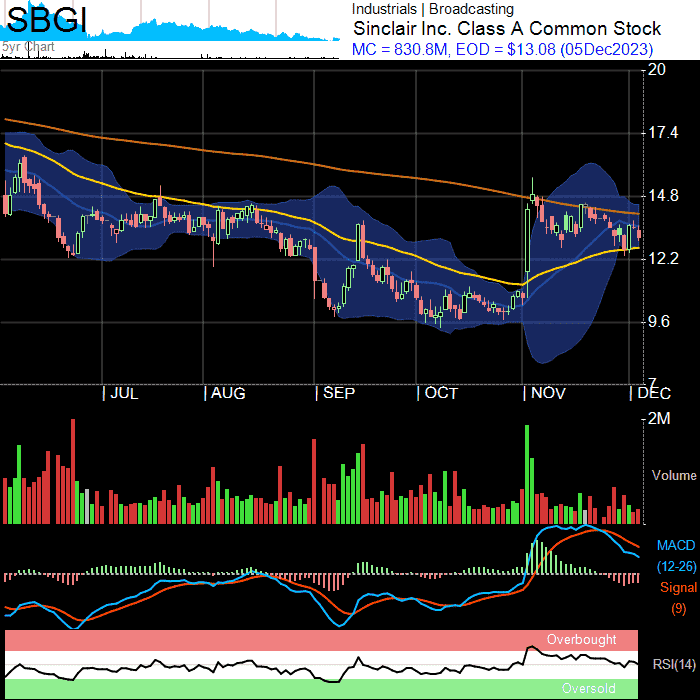 SBGI
5yr Chart
Industrials | Broadcasting
Sinclair Inc. Class A Common Stock
MC = 830.8M, EOD = $13.08 (05Dec2023)
20
17.4
14.8
12.2
9.6
7
JUL AUG SEP OCT NOV DEC
2M
Volume
MACD
(12-26)
Signal
(9)
Overbought
RSI(14)
Oversold